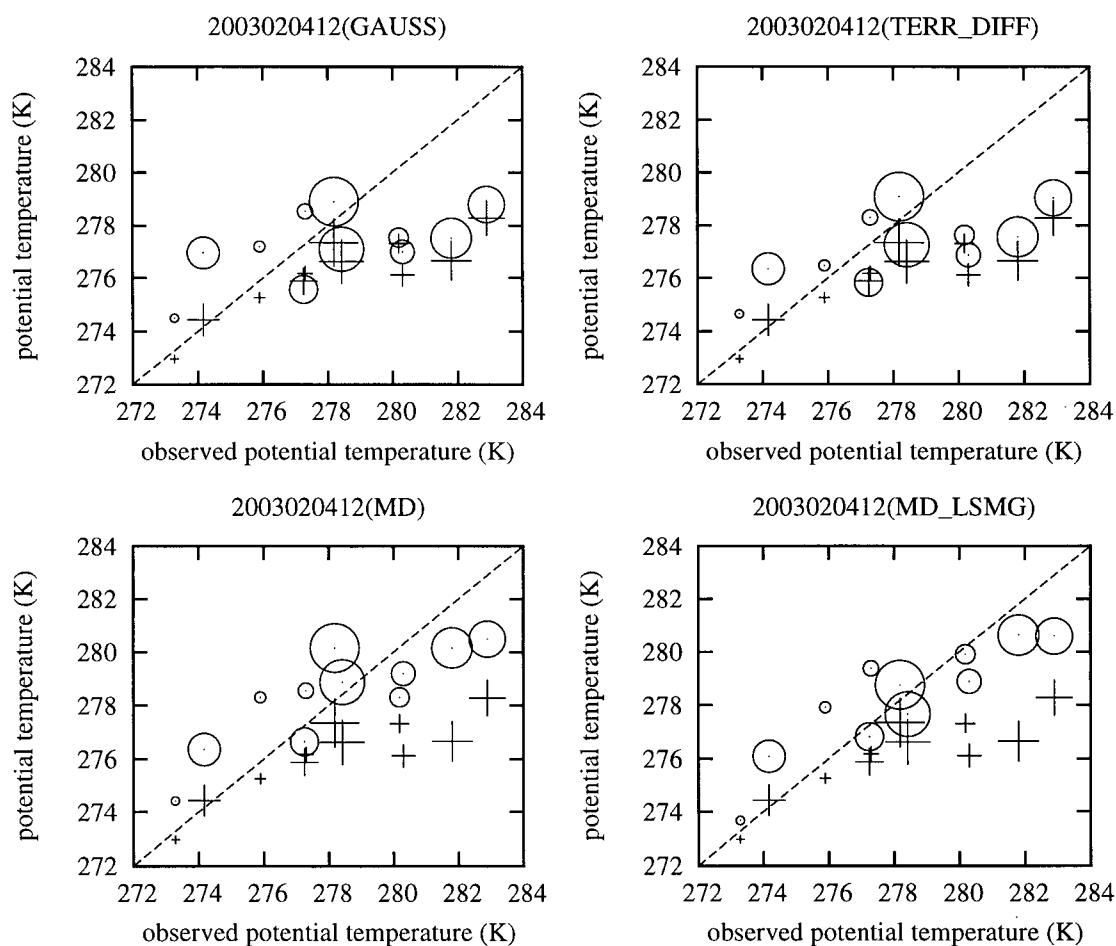 2003020412(GAUSS)
potential temperature (K)
284
282
280
278
276
274
272
272 274 276 278 280 282 284
observed potential temperature (K)
2003020412(TERR_DIFF)
potential temperature (K)
284
282
280
278
276
274
272
272 274 276 278 280 282 284
observed potential temperature (K)
2003020412(MD)
potential temperature (K)
284
282
280
278
276
274
272
272 274 276 278 280 282 284
observed potential temperature (K)
2003020412(MD_LSMG)
potential temperature (K)
284
282
280
278
276
274
272
272 274 276 278 280 282 284
observed potential temperature (K)